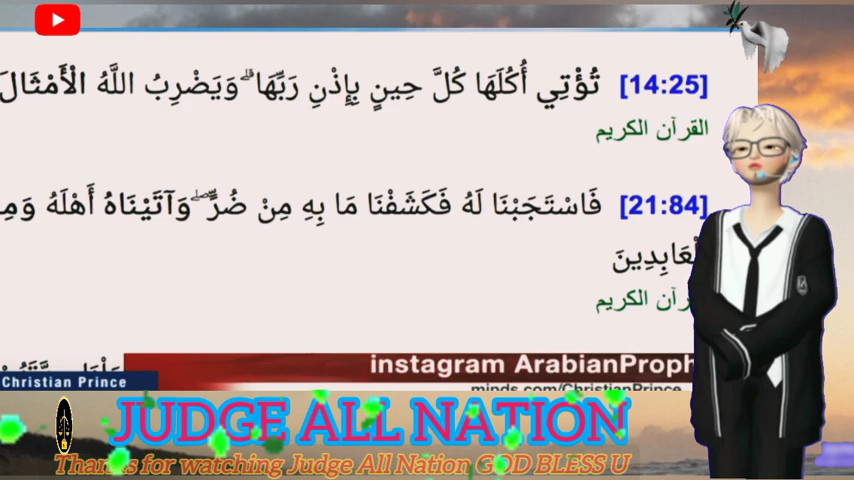 [14:25] تُؤْتِي أُكُلَهَا كُلَّ حِينٍ بِإِذْنِ رَبِّهَا ۗ وَيَضْرِبُ اللَّهُ الْأَمْثَالَ
القرآن الكريم
[21:84] فَاسْتَجَبْنَا لَهُ فَكَشَفْنَا مَا بِهِ مِنْ ضُرٍّ ۖ وَآتَيْنَاهُ أَهْلَهُ
لْعَابِدِينَ
رآن الكريم
instagram ArabianProph
Christian Prince
minds.com/ChristianPrince
JUDGE ALL NATION
Thanks for watching Judge All Nation GOD BLESS U